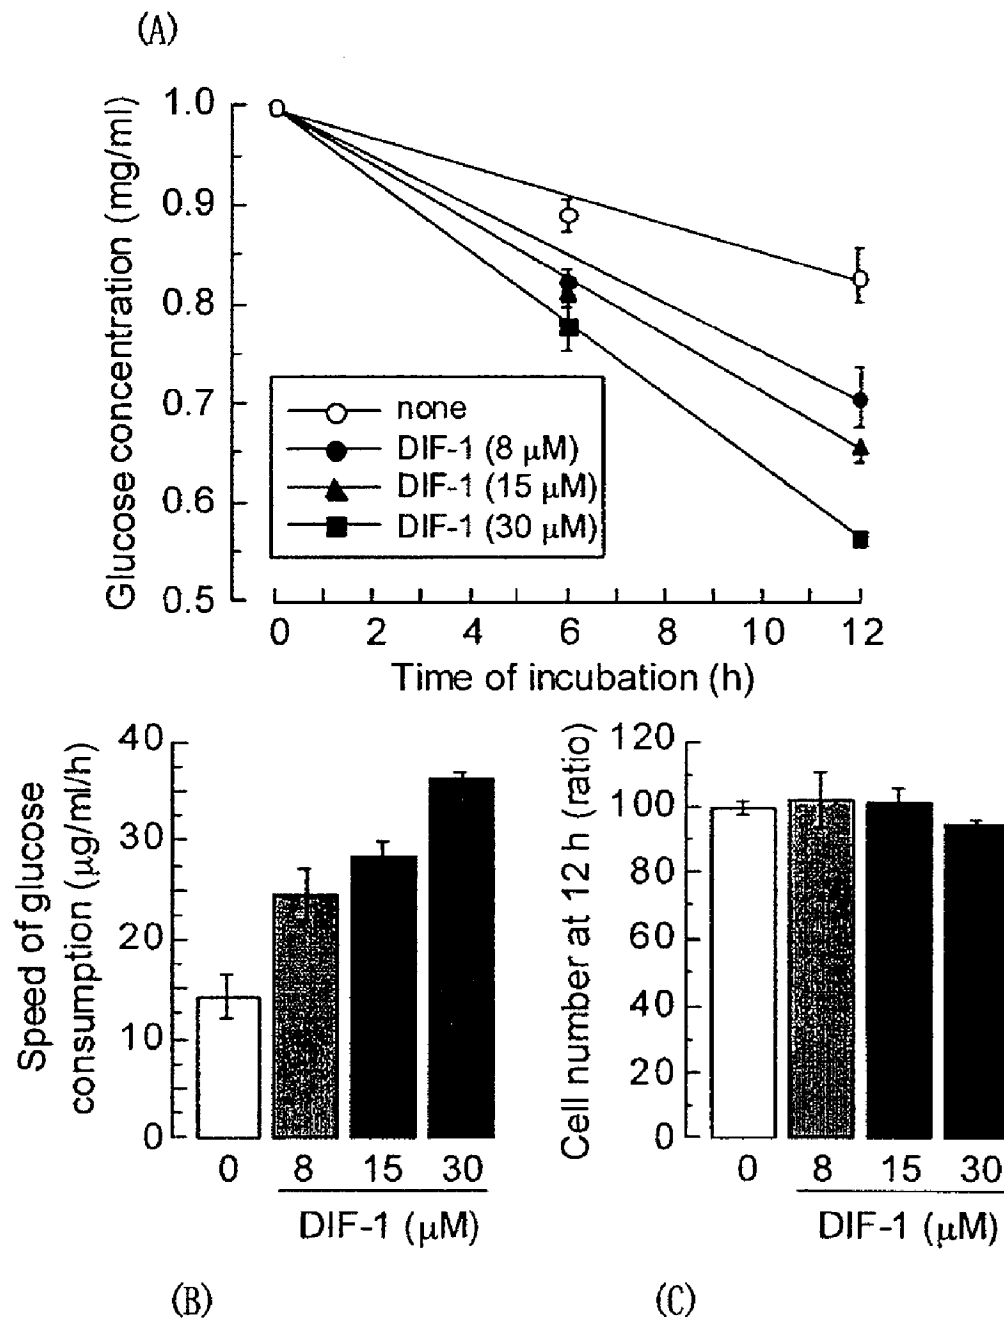 (A)
Glucose concentration (mg/ml)
1.0
0.9
0.8
0.7
0.6
0.5
none
DIF-1 (8 μM)
DIF-1 (15 μM)
DIF-1 (30 μM)
0 2 4 6 8 10 12
Time of incubation (h)
Speed of glucose
consumption (μg/ml/h)
40
30
20
10
0
0 8 15 30
DIF-1 (μM)
(B)
Cell number at 12 h (ratio)
120
100
80
60
40
20
0
0 8 15 30
DIF-1 (μM)
(C)